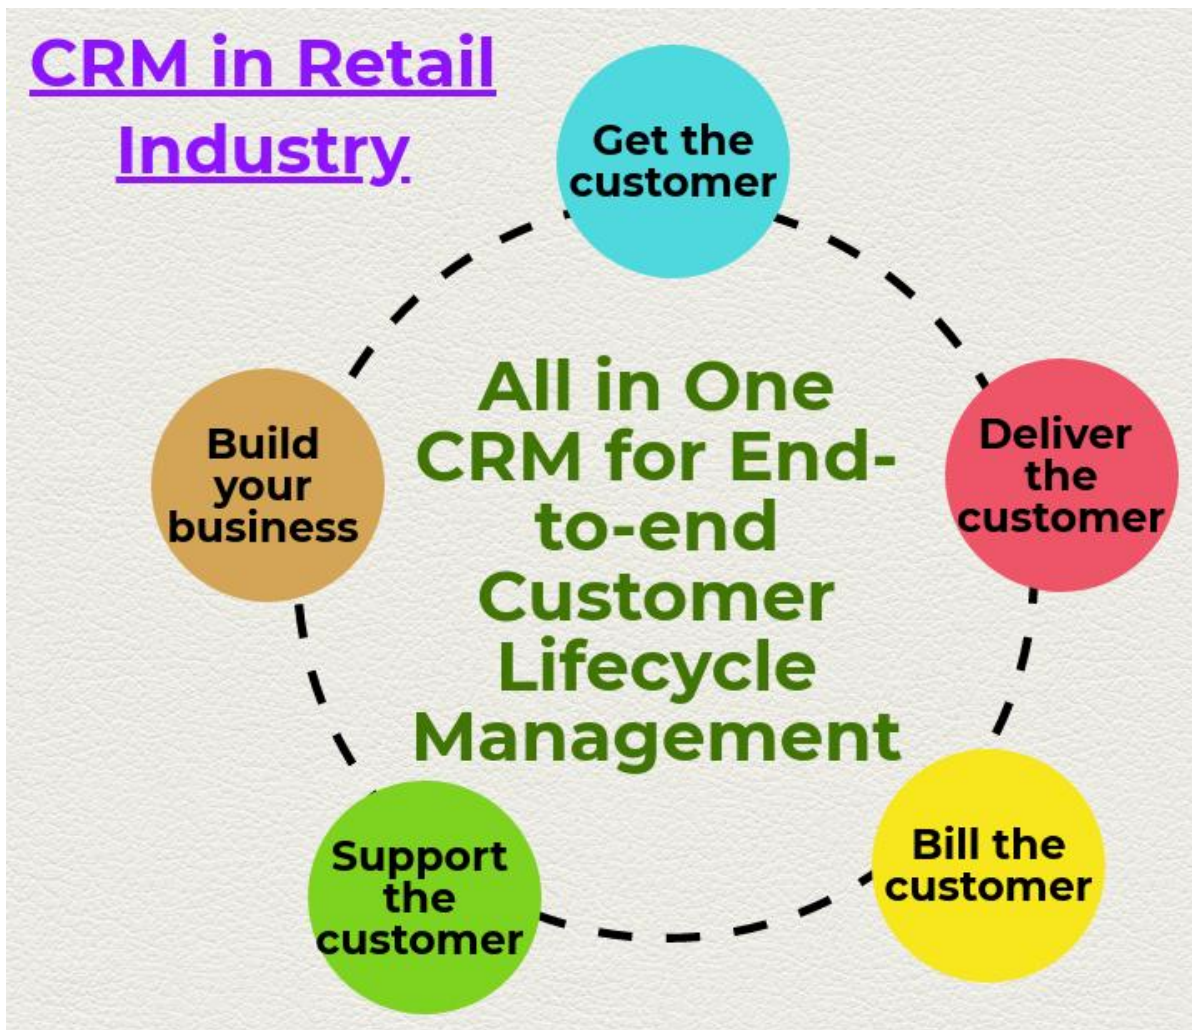 CRM in Retail
Industry
Get the
customer
Deliver
the
customer
Bill the
customer
Support
the
customer
Build
your
business
All in One
CRM for End-
to-end
Customer
Lifecycle
Management